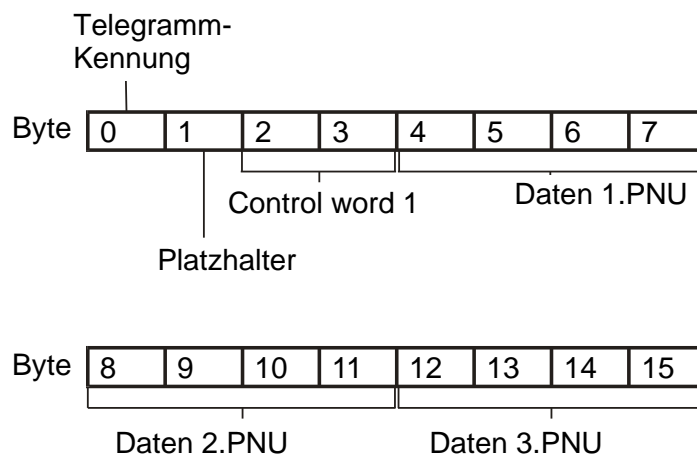 Telegramm-
Kennung
Byte 0 1 2 3 4 5 6 7
Control word 1 Daten 1.PNU
Platzhalter
Byte 8 9 10 11 12 13 14 15
Daten 2.PNU Daten 3.PNU